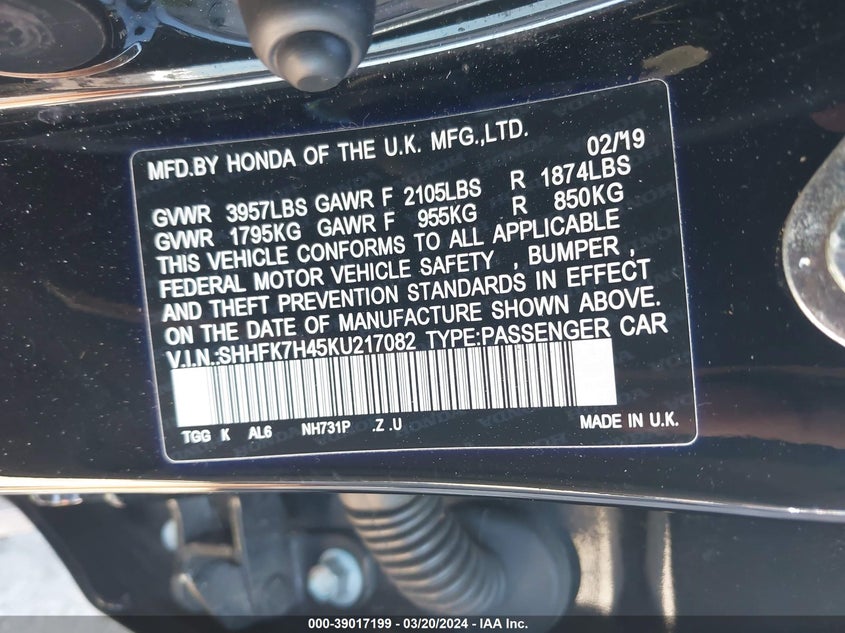 MFD.BY HONDA OF THE U.K. MFG.,LTD. 02/'19
GVWR 3957LBS GAWR F 2105LBS R 1874LBS
GVWR 1795KG GAWR F 955KG R 850KG
THIS VEHICLE CONFORMS TO ALL APPLICABLE
FEDERAL MOTOR VEHICLE SAFETY , BUMPER ,
AND THEFT PREVENTION STANDARDS IN EFFECT
ON THE DATE OF MANUFACTURE SHOWN ABOVE.
V.I.N.:SHHFK7H45KU217082 TYPE:PASSENGER CAR
TGG K AL6 NH731P .Z .U MADE IN U.K.
000-39017199 - 03/20/2024 - IAA Inc.